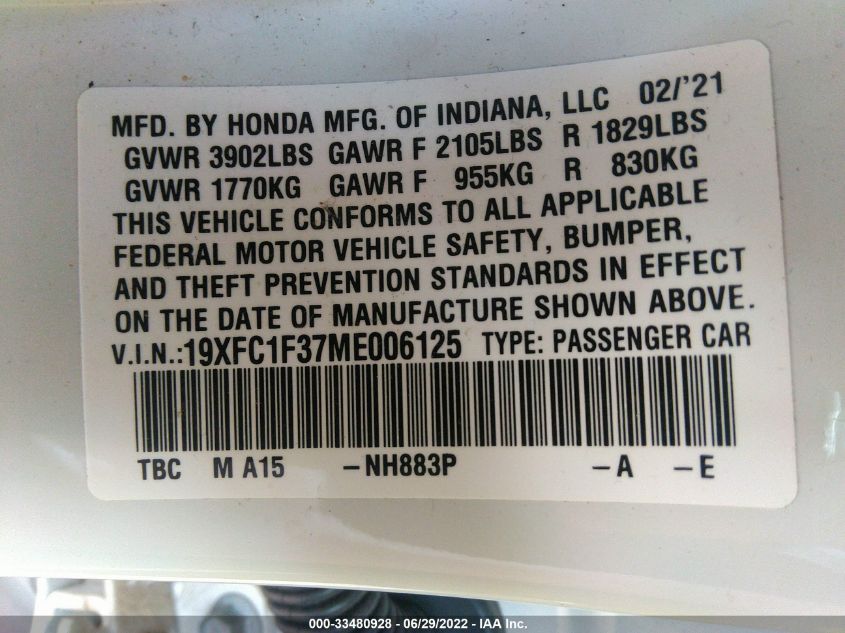 MFD. BY HONDA MFG. OF INDIANA, LLC 02/'21
GVWR 3902LBS GAWR F 2105LBS R 1829LBS
GVWR 1770KG GAWR F 955KG R 830KG
THIS VEHICLE CONFORMS TO ALL APPLICABLE
FEDERAL MOTOR VEHICLE SAFETY, BUMPER,
AND THEFT PREVENTION STANDARDS IN EFFECT
ON THE DATE OF MANUFACTURE SHOWN ABOVE.
V.I.N.:19XFC1F37ME006125 TYPE: PASSENGER CAR
TBC M A15 -NH883P -A -E
000-33480928 - 06/29/2022 - IAA Inc.